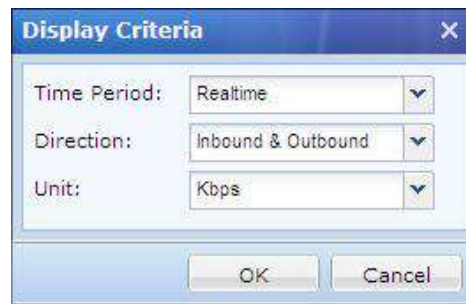 Display Criteria
Time Period: Realtime
Direction: Inbound & Outbound
Unit: Kbps
OK Cancel